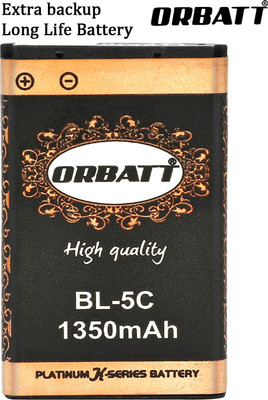 Extra backup
Long Life Battery
ORBATT®
ORBATT®
High quality
BL-5C
1350mAh
PLATINUM K-SERIES BATTERY